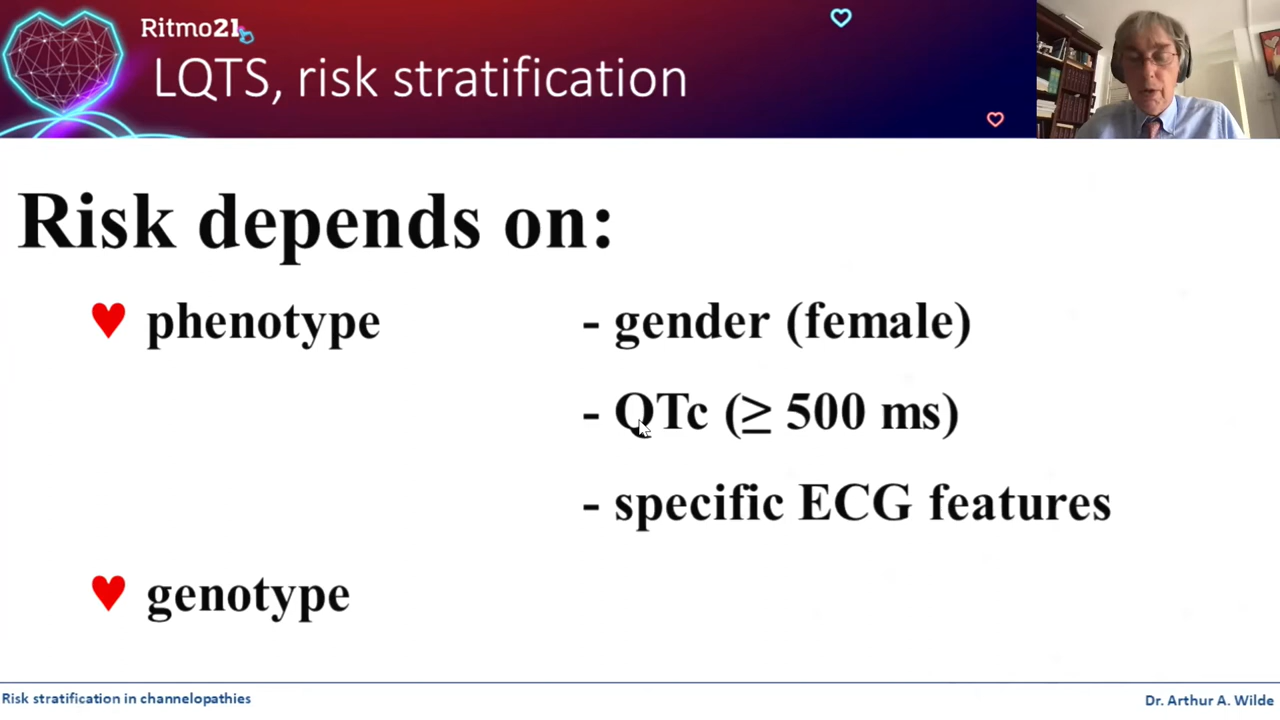 Ritmo21
LQTS, risk stratification
Risk depends on:
♥ phenotype - gender (female)
- QTc (≥ 500 ms)
- specific ECG features
♥ genotype
Risk stratification in channelopathies
Dr. Arthur A. Wilde